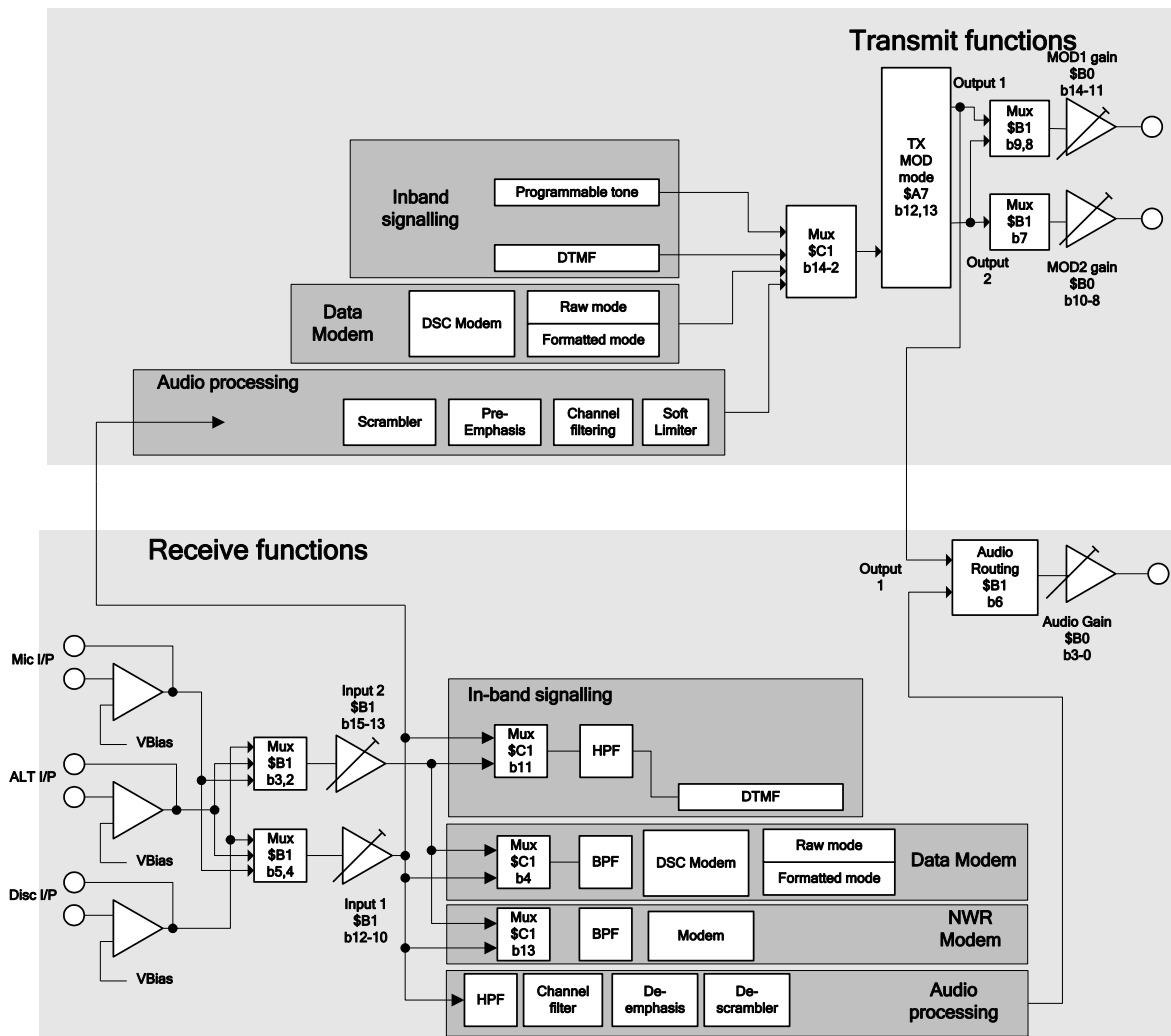 Transmit functions
MOD1 gain
$B0
b14-11
Output 1
Mux
$B1
b9,8
TX
MOD
mode
$A7
b12,13
Inband
signalling
Programmable tone
DTMF
Mux
$C1
b14-2
Mux
$B1
b7
Output
2
MOD2 gain
$B0
b10-8
Data
Modem
DSC Modem
Raw mode
Formatted mode
Audio processing
Scrambler
Pre-
Emphasis
Channel
filtering
Soft
Limiter
Receive functions
Output
1
Audio
Routing
$B1
b6
Audio Gain
$B0
b3-0
Mic I/P
VBias
ALT I/P
VBias
Disc I/P
VBias
Mux
$B1
b3,2
Mux
$B1
b5,4
Input 2
$B1
b15-13
Input 1
$B1
b12-10
In-band signalling
Mux
$C1
b11
HPF
DTMF
Mux
$C1
b4
BPF
DSC Modem
Raw mode
Formatted mode
Data Modem
Mux
$C1
b13
BPF
Modem
NWR
Modem
HPF
Channel
filter
De-
emphasis
De-
scrambler
Audio
processing